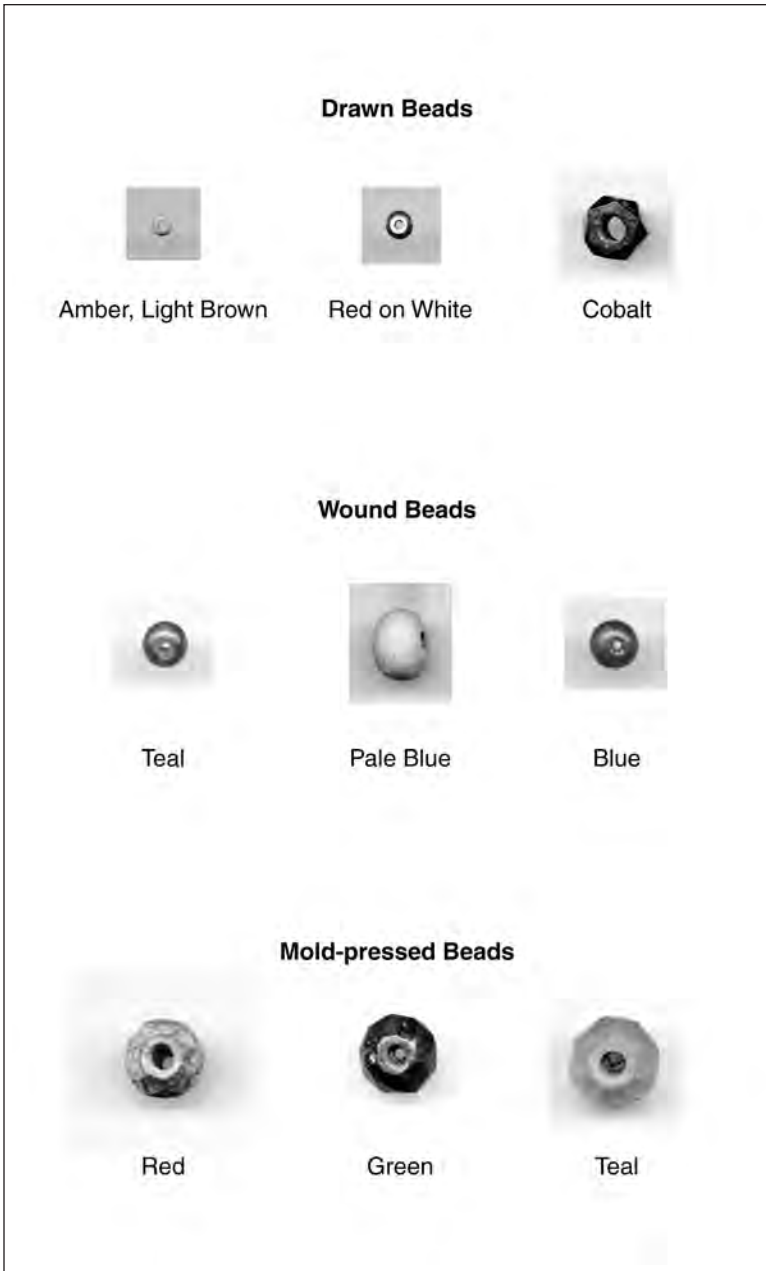 Drawn Beads
Amber, Light Brown
Red on White
Cobalt
Wound Beads
Teal
Pale Blue
Blue
Mold-pressed Beads
Red
Green
Teal